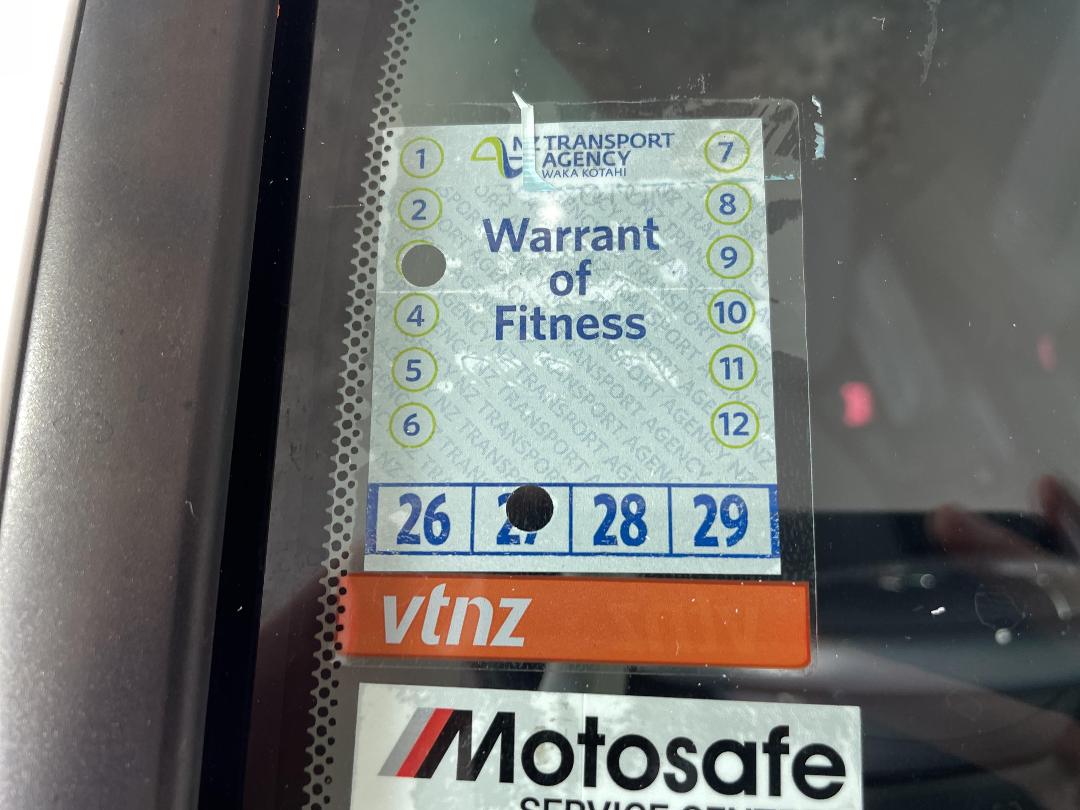 NZ TRANSPORT
AGENCY
WAKA KOTAHI
1
2
4
5
6
7
8
9
10
11
12
Warrant
of
Fitness
26 27 28 29
vtnz
Motosafe